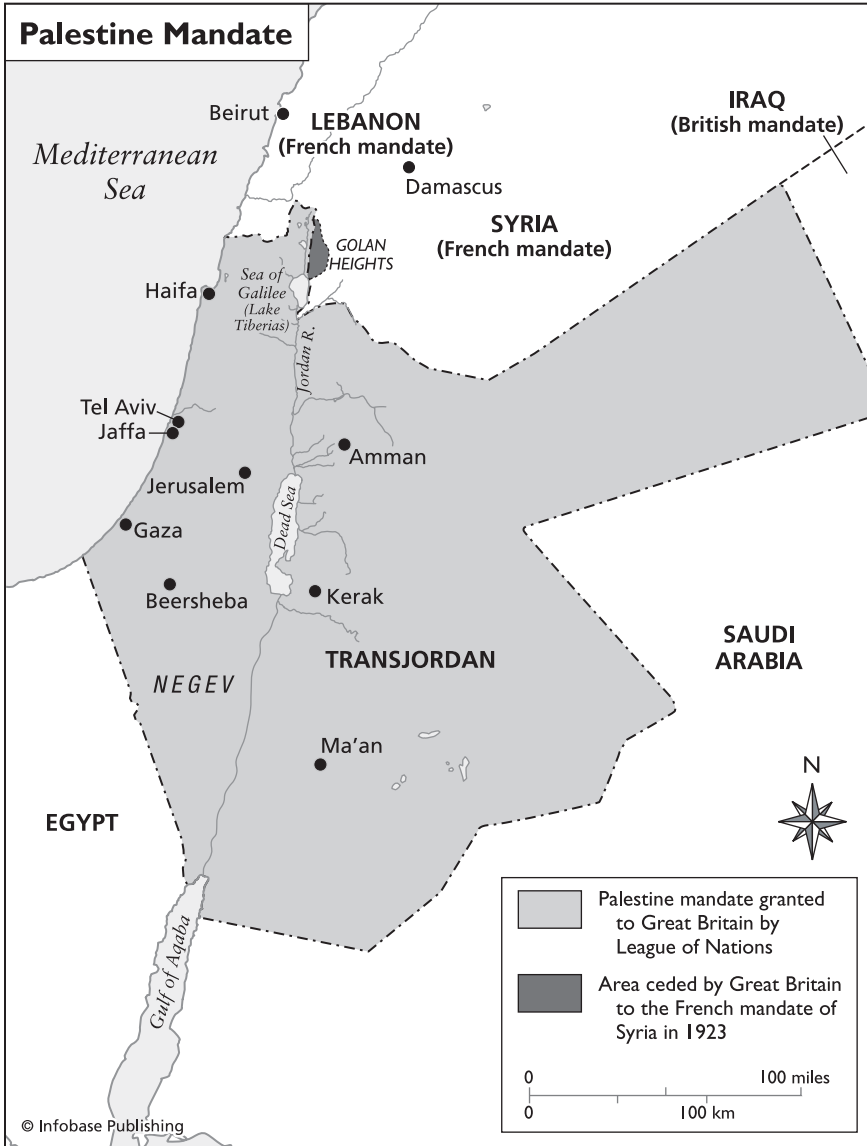 Palestine Mandate
Beirut
LEBANON
(French mandate)
IRAQ
(British mandate)
Mediterranean
Sea
Damascus
SYRIA
(French mandate)
GOLAN
HEIGHTS
Sea of
Galilee
(Lake
Tiberias)
Haifa
Jordan R.
Tel Aviv
Jaffa
Amman
Jerusalem
Dead Sea
Gaza
Beersheba
Kerak
SAUDI
ARABIA
TRANSJORDAN
NEGEV
Ma'an
N
EGYPT
Gulf of Aqaba
Palestine mandate granted
to Great Britain by
League of Nations
Area ceded by Great Britain
to the French mandate of
Syria in 1923
0 100 miles
0 100 km
© Infobase Publishing